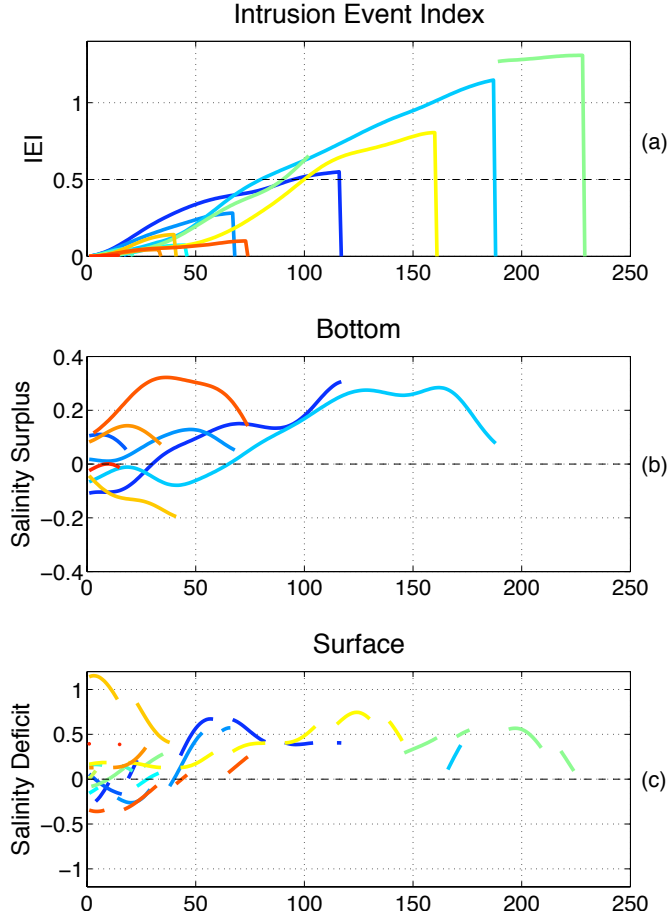 Intrusion Event Index
IEI
1
0.5
0
0 50 100 150 200 250
(a)
Bottom
Salinity Surplus
0.4
0.2
0
−0.2
−0.4
0 50 100 150 200 250
(b)
Surface
Salinity Deficit
1
0.5
0
−0.5
−1
0 50 100 150 200 250
(c)